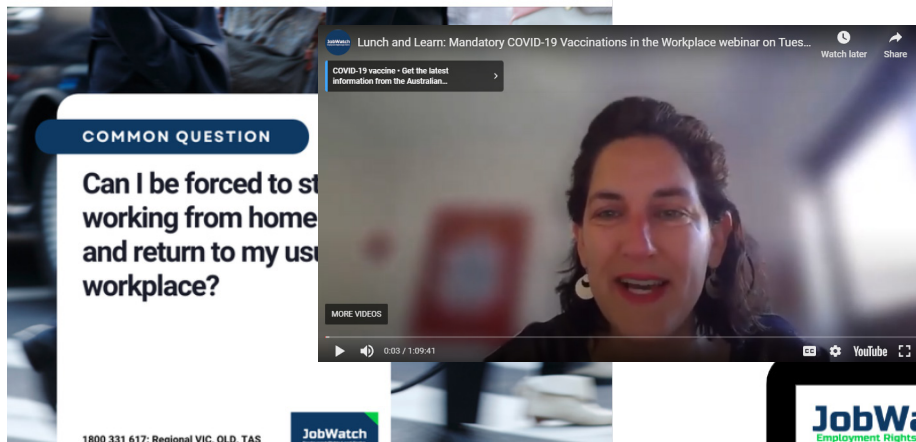 COMMON QUESTION
Can I be forced to st
working from home
and return to my usu
workplace?
1800 331 617: Regional VIC, QLD, TAS
JobWatch
JobWatch
Lunch and Learn: Mandatory COVID-19 Vaccinations in the Workplace webinar on Tues...
Watch later
Share
COVID-19 vaccine • Get the latest
information from the Australian...
MORE VIDEOS
0:03 / 1:09:41
CC
YouTube
JobWa
Employment Rights